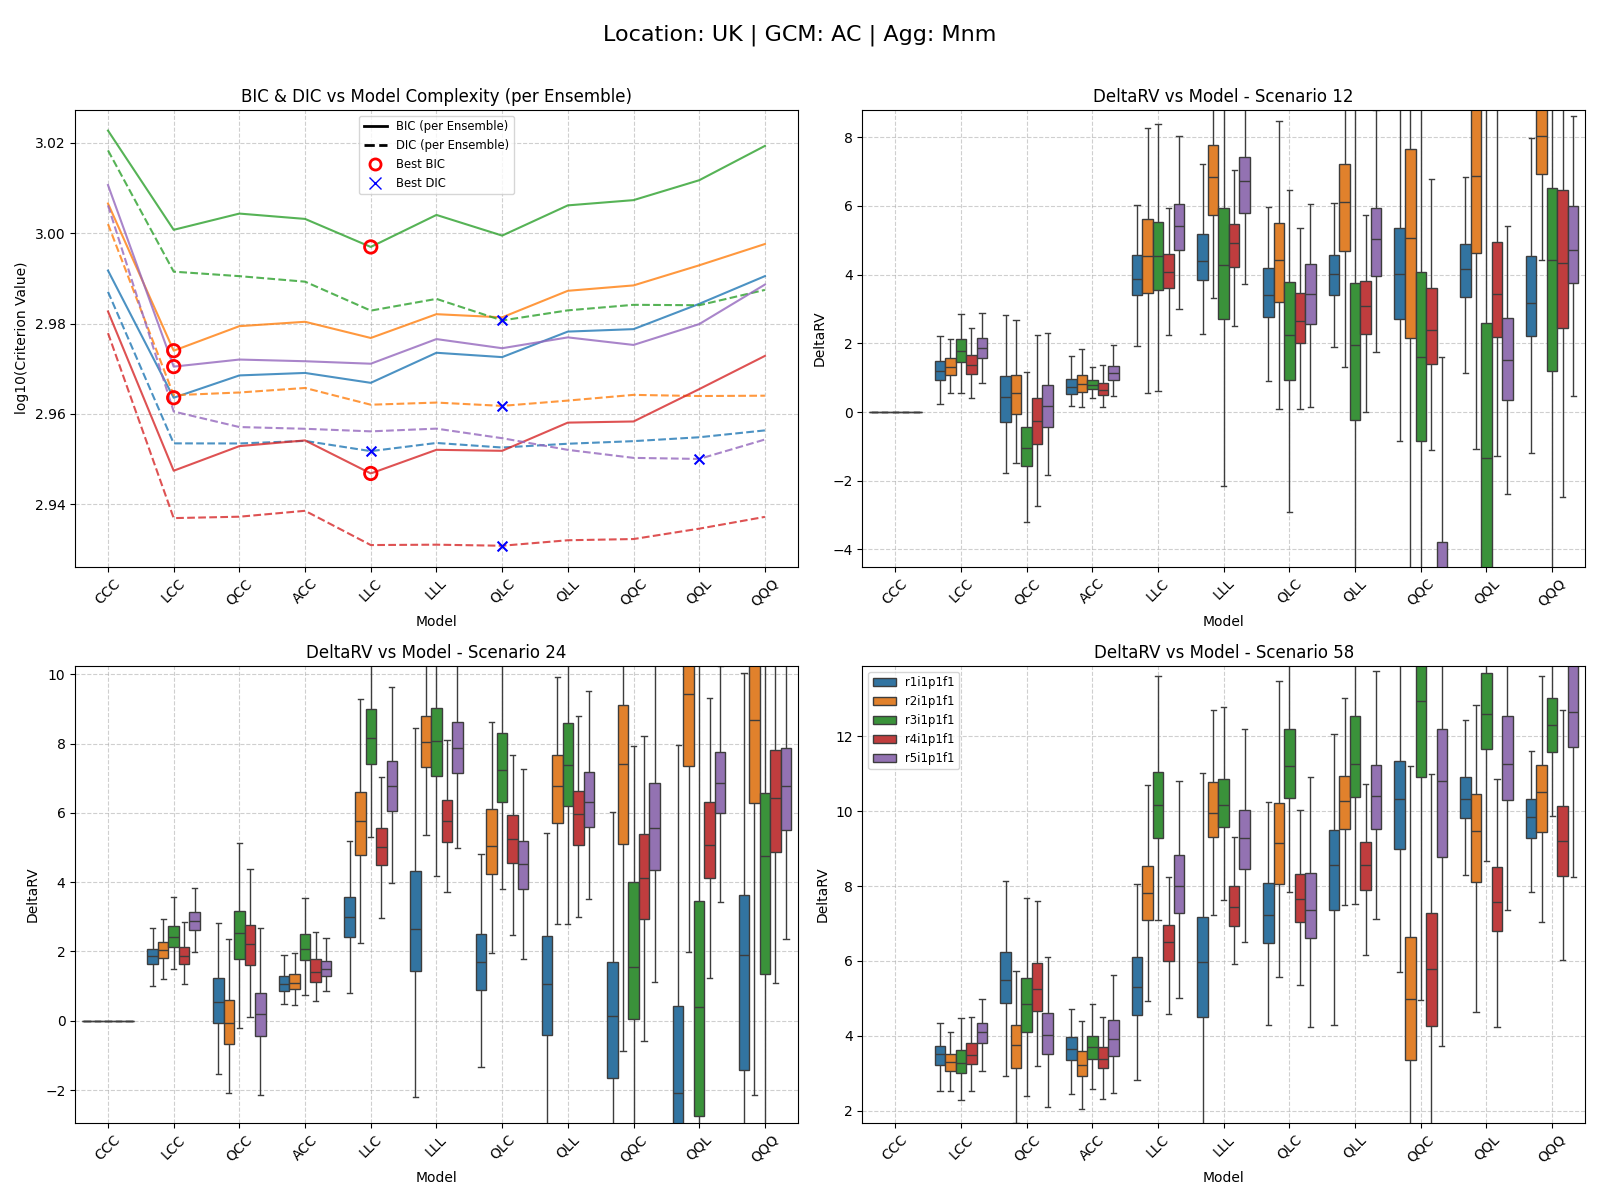 Location: UK | GCM: AC | Agg: Mnm
BIC & DIC vs Model Complexity (per Ensemble)
log10(Criterion Value)
3.02
3.00
2.98
2.96
2.94
BIC (per Ensemble)
DIC (per Ensemble)
Best BIC
Best DIC
CCC LCC QCC ACC LLC LLL QLC QLL QQC QQL QQQ
Model
DeltaRV vs Model - Scenario 12
DeltaRV
8
6
4
2
0
−2
−4
CCC LCC QCC ACC LLC LLL QLC QLL QQC QQL QQQ
Model
DeltaRV vs Model - Scenario 24
DeltaRV
10
8
6
4
2
0
−2
CCC LCC QCC ACC LLC LLL QLC QLL QQC QQL QQQ
Model
DeltaRV vs Model - Scenario 58
DeltaRV
12
10
8
6
4
2
r1i1p1f1
r2i1p1f1
r3i1p1f1
r4i1p1f1
r5i1p1f1
CCC LCC QCC ACC LLC LLL QLC QLL QQC QQL QQQ
Model